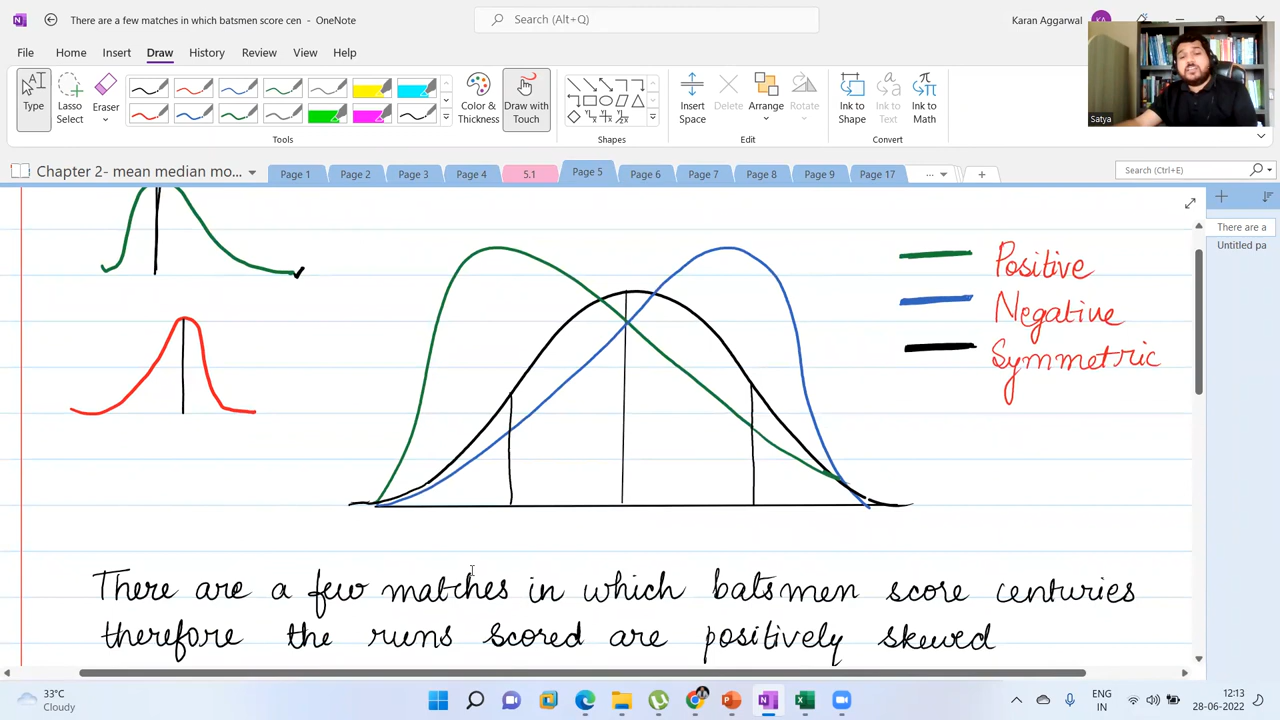 There are a few matches in which batsmen score cen - OneNote
Search (Alt+Q)
Karan Aggarwal
KA
File Home Insert Draw History Review View Help
Type
Lasso Select
Eraser
Color & Thickness
Draw with Touch
Insert Space
Delete
Arrange
Rotate
Ink to Shape
Ink to Text
Ink to Math
Tools
Shapes
Edit
Convert
Satya
Chapter 2- mean median mo...
Page 1 Page 2 Page 3 Page 4 5.1 Page 5 Page 6 Page 7 Page 8 Page 9 Page 17 ...
Search (Ctrl+E)
There are a
Untitled pa
Positive
Negative
Symmetric
There are a few matches in which batsmen score centuries
therefore the runs scored are positively skewed
33°C
Cloudy
ENG
IN
12:13
28-06-2022